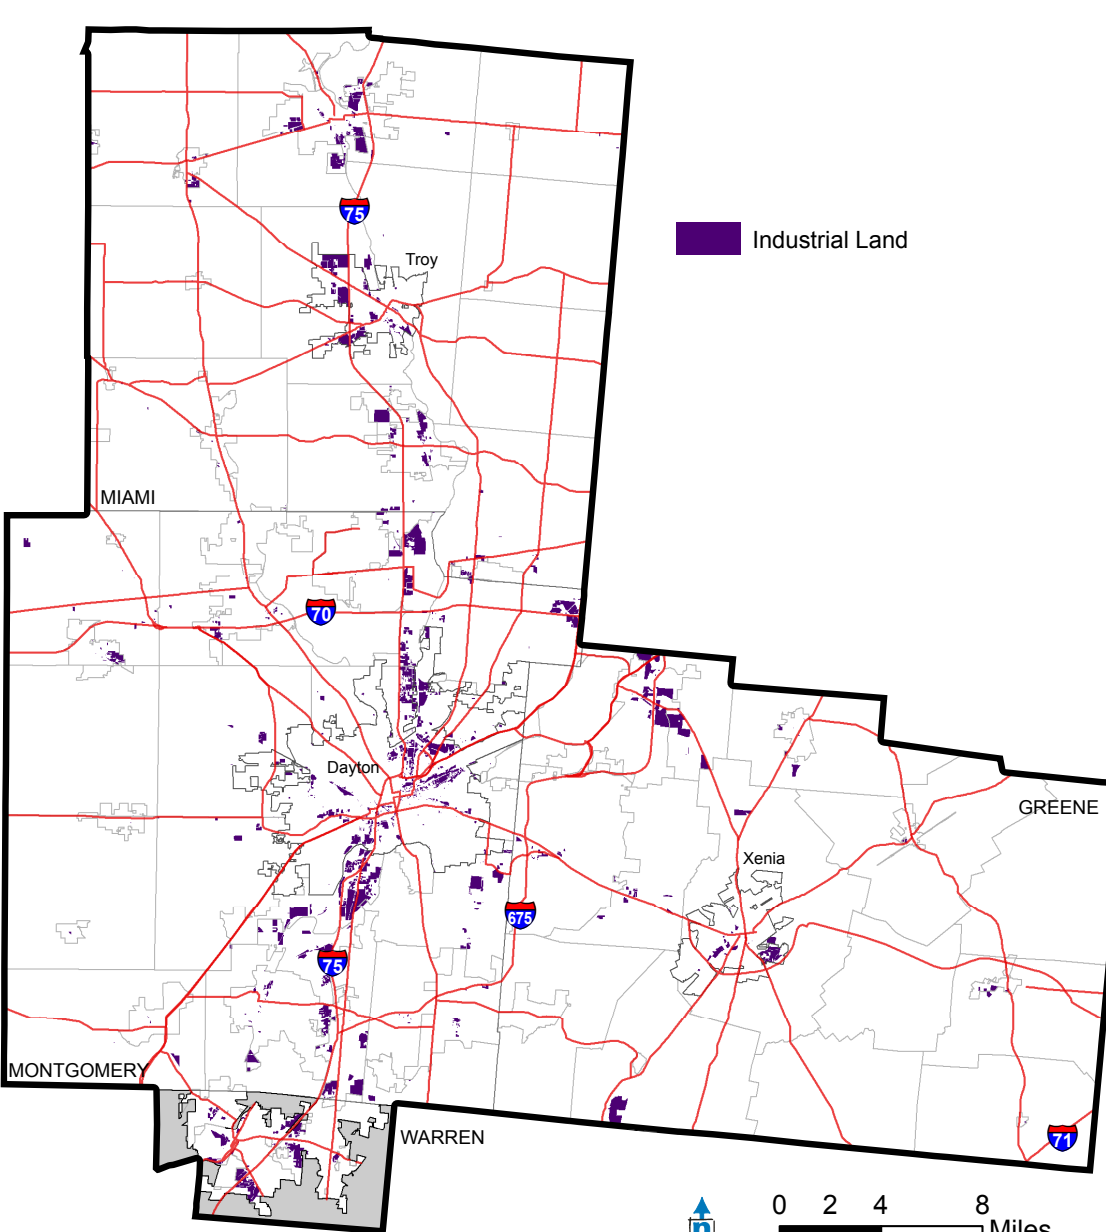 75
Industrial Land
Troy
MIAMI
70
Dayton
GREENE
Xenia
675
75
MONTGOMERY
WARREN
71
n
0 2 4 8
Miles